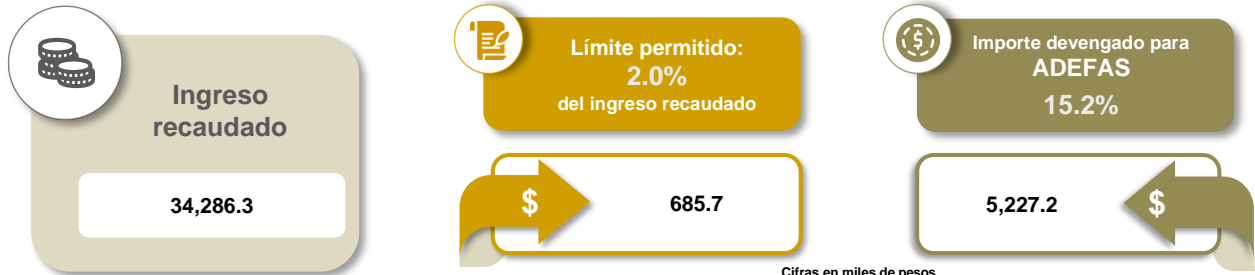 Ingreso
recaudado
34,286.3
Límite permitido:
2.0%
del ingreso recaudado
$
685.7
Importe devengado para
ADEFAS
15.2%
5,227.2
$
Cifras en miles de pesos